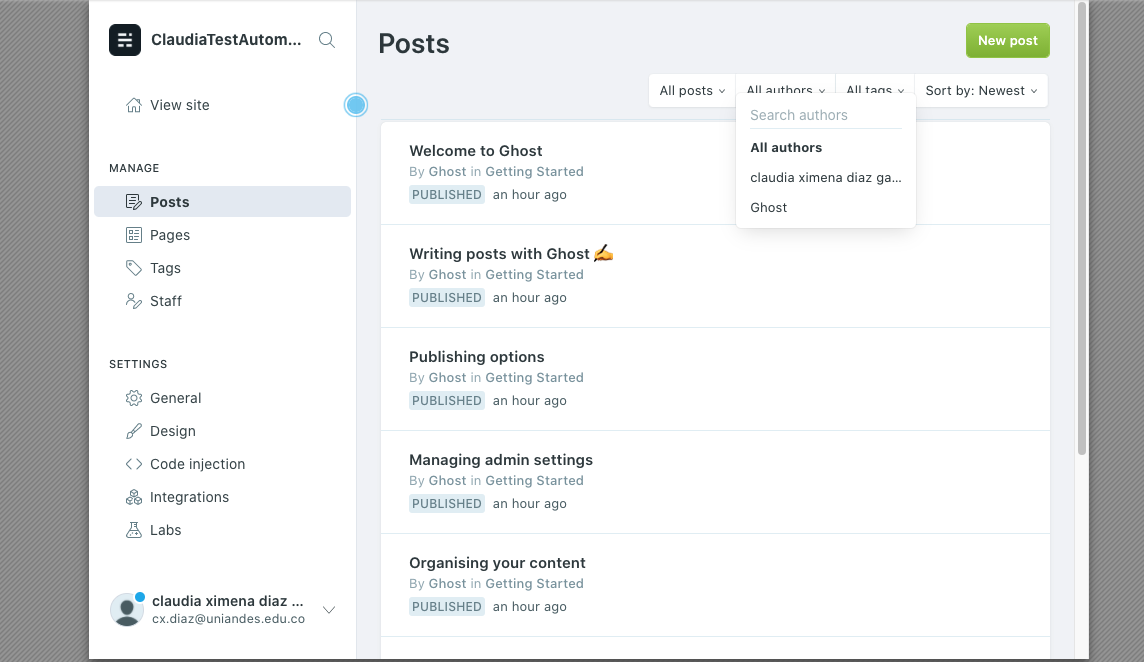 ClaudiaTestAutom...
View site
MANAGE
Posts
Pages
Tags
Staff
SETTINGS
General
Design
Code injection
Integrations
Labs
claudia ximena diaz ...
cx.diaz@uniandes.edu.co
Posts
New post
All posts
All authors
All tags
Sort by: Newest
Search authors
All authors
claudia ximena diaz ga...
Ghost
Welcome to Ghost
By Ghost in Getting Started
PUBLISHED an hour ago
Writing posts with Ghost ✍️
By Ghost in Getting Started
PUBLISHED an hour ago
Publishing options
By Ghost in Getting Started
PUBLISHED an hour ago
Managing admin settings
By Ghost in Getting Started
PUBLISHED an hour ago
Organising your content
By Ghost in Getting Started
PUBLISHED an hour ago